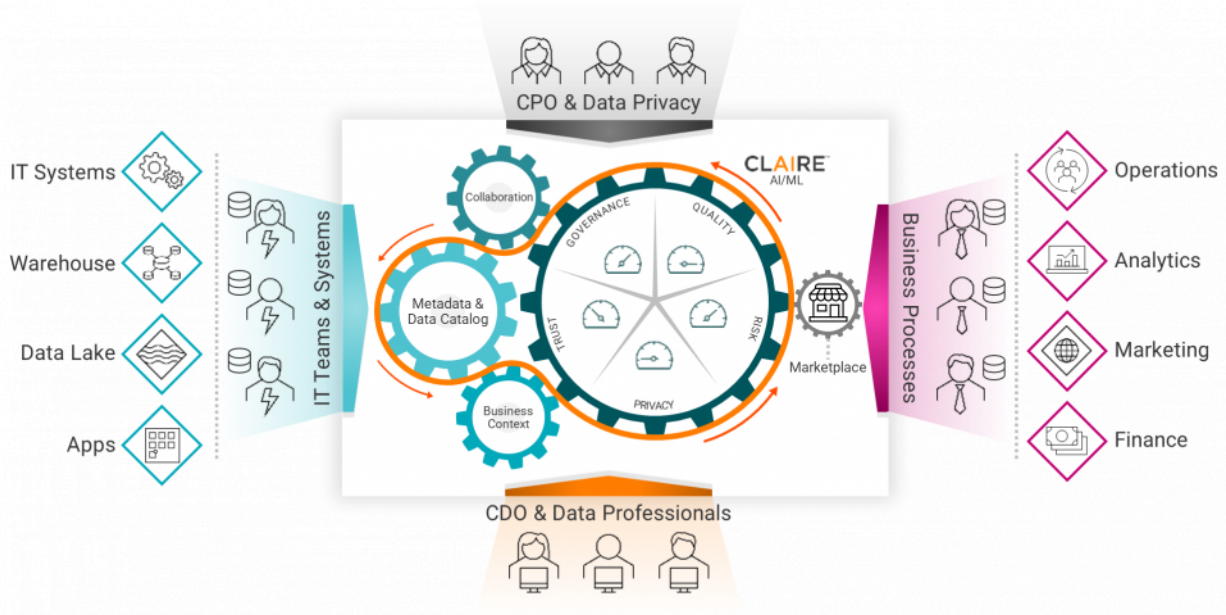 CPO & Data Privacy
CLAIRE™
AI/ML
IT Systems
Warehouse
Data Lake
Apps
IT Teams & Systems
Collaboration
Metadata &
Data Catalog
Business
Context
GOVERNANCE
QUALITY
TRUST
RISK
PRIVACY
Marketplace
Business Processes
Operations
Analytics
Marketing
Finance
CDO & Data Professionals